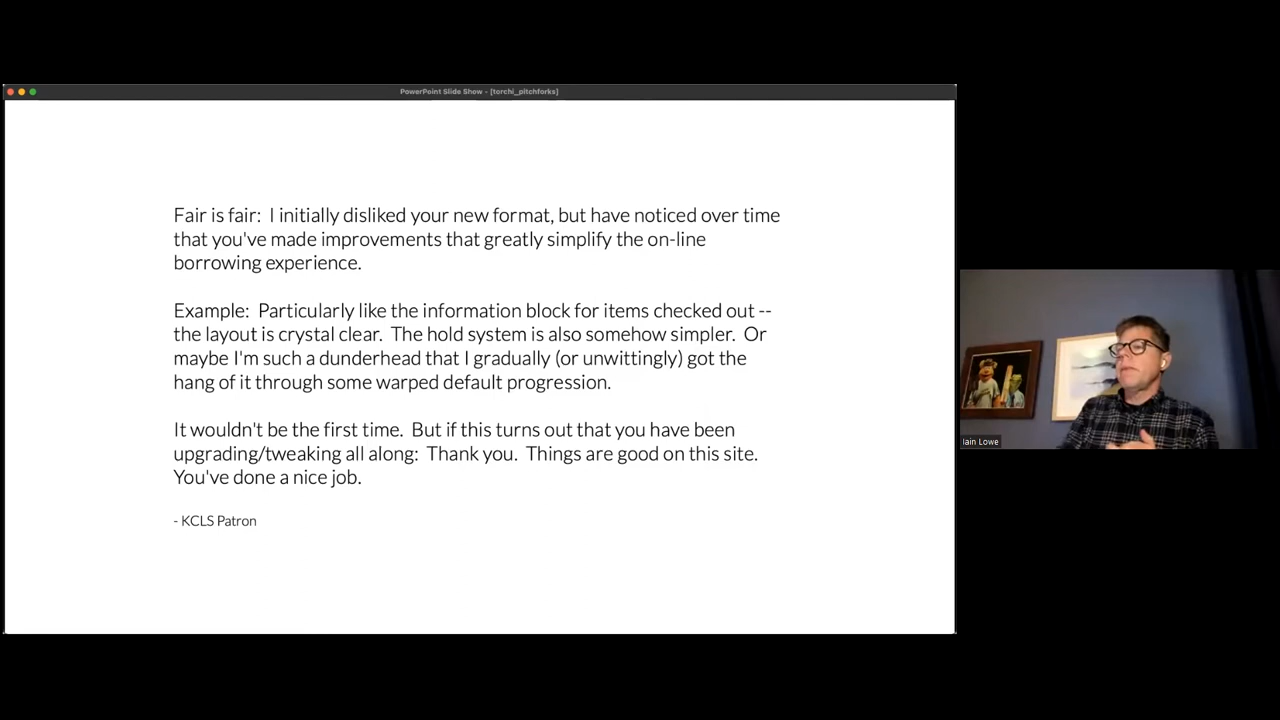 PowerPoint Slide Show - [torchi_pitchforks]
Fair is fair:  I initially disliked your new format, but have noticed over time
that you've made improvements that greatly simplify the on-line
borrowing experience.
Example:  Particularly like the information block for items checked out --
the layout is crystal clear.  The hold system is also somehow simpler.  Or
maybe I'm such a dunderhead that I gradually (or unwittingly) got the
hang of it through some warped default progression.
It wouldn't be the first time.  But if this turns out that you have been
upgrading/tweaking all along:  Thank you.  Things are good on this site.
You've done a nice job.
- KCLS Patron
Iain Lowe